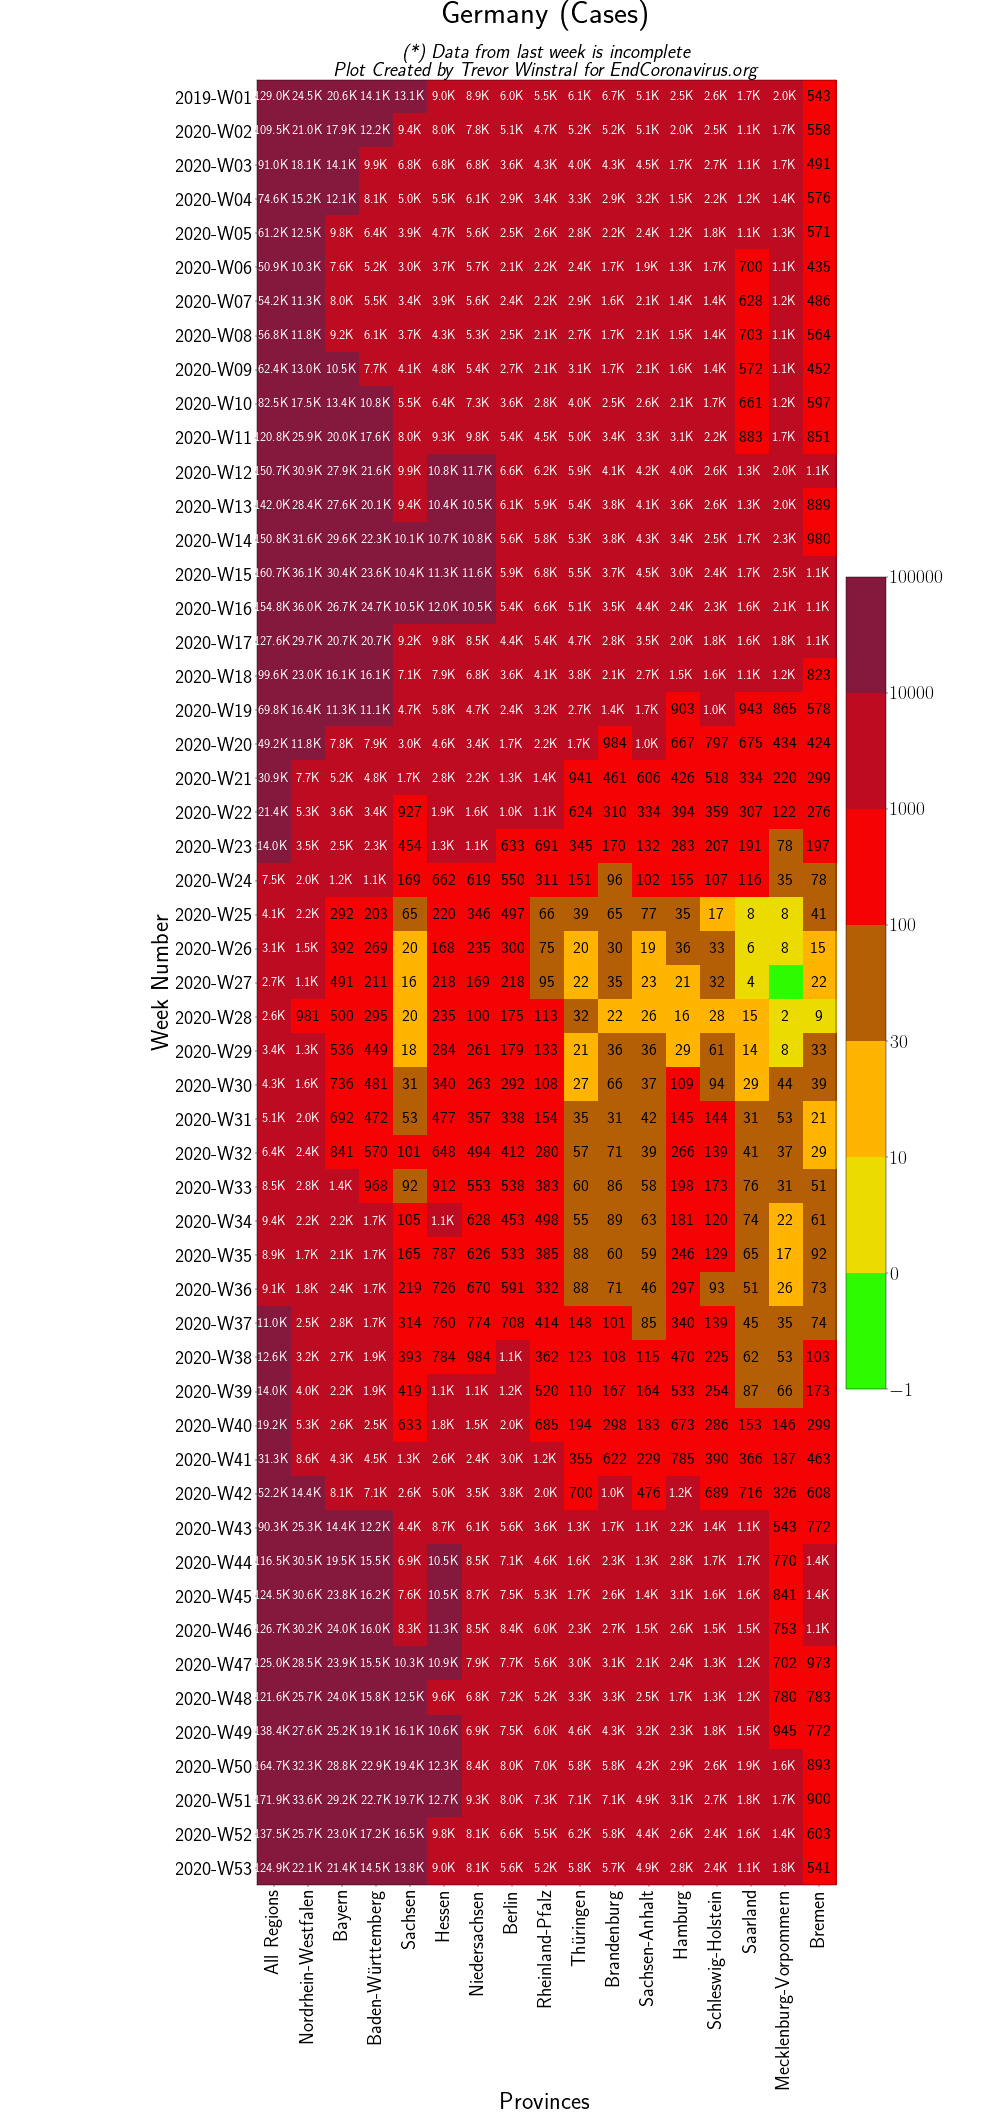 Germany (Cases)
(*) Data from last week is incomplete
Plot Created by Trevor Winstral for EndCoronavirus.org
2019-W01 129.0K 24.5K 20.6K 14.1K 13.1K 9.0K 8.9K 6.0K 5.5K 6.1K 6.7K 5.1K 2.5K 2.6K 1.7K 2.0K 543
2020-W02 109.5K 21.0K 17.9K 12.2K 9.4K 8.0K 7.8K 5.1K 4.7K 5.2K 5.2K 5.1K 2.0K 2.5K 1.1K 1.7K 558
2020-W03 91.0K 18.1K 14.1K 9.9K 6.8K 6.8K 6.8K 3.6K 4.3K 4.0K 4.3K 4.5K 1.7K 2.7K 1.1K 1.7K 491
2020-W04 74.6K 15.2K 12.1K 8.1K 5.0K 5.5K 6.1K 2.9K 3.4K 3.3K 2.9K 3.2K 1.5K 2.2K 1.2K 1.4K 576
2020-W05 61.2K 12.5K 9.8K 6.4K 3.9K 4.7K 5.6K 2.5K 2.6K 2.8K 2.2K 2.4K 1.2K 1.8K 1.1K 1.3K 571
2020-W06 50.9K 10.3K 7.6K 5.2K 3.0K 3.7K 5.7K 2.1K 2.2K 2.4K 1.7K 1.9K 1.3K 1.7K 700 1.1K 435
2020-W07 54.2K 11.3K 8.0K 5.5K 3.4K 3.9K 5.6K 2.4K 2.2K 2.9K 1.6K 2.1K 1.4K 1.4K 628 1.2K 486
2020-W08 56.8K 11.8K 9.2K 6.1K 3.7K 4.3K 5.3K 2.5K 2.1K 2.7K 1.7K 2.1K 1.5K 1.4K 703 1.1K 564
2020-W09 62.4K 13.0K 10.5K 7.7K 4.1K 4.8K 5.4K 2.7K 2.1K 3.1K 1.7K 2.1K 1.6K 1.4K 572 1.1K 452
2020-W10 82.5K 17.5K 13.4K 10.8K 5.5K 6.4K 7.3K 3.6K 2.8K 4.0K 2.5K 2.6K 2.1K 1.7K 661 1.2K 597
2020-W11 120.8K 25.9K 20.0K 17.6K 8.0K 9.3K 9.8K 5.4K 4.5K 5.0K 3.4K 3.3K 3.1K 2.2K 883 1.7K 851
2020-W12 150.7K 30.9K 27.9K 21.6K 9.9K 10.8K 11.7K 6.6K 6.2K 5.9K 4.1K 4.2K 4.0K 2.6K 1.3K 2.0K 1.1K
2020-W13 142.0K 28.4K 27.6K 20.1K 9.4K 10.4K 10.5K 6.1K 5.9K 5.4K 3.8K 4.1K 3.6K 2.6K 1.3K 2.0K 889
2020-W14 150.8K 31.6K 29.6K 22.3K 10.1K 10.7K 10.8K 5.6K 5.8K 5.3K 3.8K 4.3K 3.4K 2.5K 1.7K 2.3K 980
2020-W15 160.7K 36.1K 30.4K 23.6K 10.4K 11.3K 11.6K 5.9K 6.8K 5.5K 3.7K 4.5K 3.0K 2.4K 1.7K 2.5K 1.1K
2020-W16 154.8K 36.0K 26.7K 24.7K 10.5K 12.0K 10.5K 5.4K 6.6K 5.1K 3.5K 4.4K 2.4K 2.3K 1.6K 2.1K 1.1K
2020-W17 127.6K 29.7K 20.7K 20.7K 9.2K 9.8K 8.5K 4.4K 5.4K 4.7K 2.8K 3.5K 2.0K 1.8K 1.6K 1.8K 1.1K
2020-W18 99.6K 23.0K 16.1K 16.1K 7.1K 7.9K 6.8K 3.6K 4.1K 3.8K 2.1K 2.7K 1.5K 1.6K 1.1K 1.2K 823
2020-W19 69.8K 16.4K 11.3K 11.1K 4.7K 5.8K 4.7K 2.4K 3.2K 2.7K 1.4K 1.7K 903 1.0K 943 865 578
2020-W20 49.2K 11.8K 7.8K 7.9K 3.0K 4.6K 3.4K 1.7K 2.2K 1.7K 984 1.0K 667 797 675 434 424
2020-W21 30.9K 7.7K 5.2K 4.8K 1.7K 2.8K 2.2K 1.3K 1.4K 941 461 606 426 518 334 220 299
2020-W22 21.4K 5.3K 3.6K 3.4K 927 1.9K 1.6K 1.0K 1.1K 624 310 334 394 359 307 122 276
2020-W23 14.0K 3.5K 2.5K 2.3K 454 1.3K 1.1K 633 691 345 170 132 283 207 191 78 197
2020-W24 7.5K 2.0K 1.2K 1.1K 169 662 619 550 311 151 96 102 155 107 116 35 78
2020-W25 4.1K 2.2K 292 203 65 220 346 497 66 39 65 77 35 17 8 8 41
2020-W26 3.1K 1.5K 392 269 20 168 235 300 75 20 30 19 36 33 6 8 15
2020-W27 2.7K 1.1K 491 211 16 218 169 218 95 22 35 23 21 32 4 22
2020-W28 2.6K 981 500 295 20 235 100 175 113 32 22 26 16 28 15 2 9
2020-W29 3.4K 1.3K 536 449 18 284 261 179 133 21 36 36 29 61 14 8 33
2020-W30 4.3K 1.6K 736 481 31 340 263 292 108 27 66 37 109 94 29 44 39
2020-W31 5.1K 2.0K 692 472 53 477 357 338 154 35 31 42 145 144 31 53 21
2020-W32 6.4K 2.4K 841 570 101 648 494 412 280 57 71 39 266 139 41 37 29
2020-W33 8.5K 2.8K 1.4K 968 92 912 553 538 383 60 86 58 198 173 76 31 51
2020-W34 9.4K 2.2K 2.2K 1.7K 105 1.1K 628 453 498 55 89 63 181 120 74 22 61
2020-W35 8.9K 1.7K 2.1K 1.7K 165 787 626 533 385 88 60 59 246 129 65 17 92
2020-W36 9.1K 1.8K 2.4K 1.7K 219 726 670 591 332 88 71 46 297 93 51 26 73
2020-W37 11.0K 2.5K 2.8K 1.7K 314 760 774 708 414 148 101 85 340 139 45 35 74
2020-W38 12.6K 3.2K 2.7K 1.9K 393 784 984 1.1K 362 123 108 115 470 225 62 53 103
2020-W39 14.0K 4.0K 2.2K 1.9K 419 1.1K 1.1K 1.2K 520 110 167 164 533 254 87 66 173
2020-W40 19.2K 5.3K 2.6K 2.5K 633 1.8K 1.5K 2.0K 685 194 298 183 673 286 153 146 299
2020-W41 31.3K 8.6K 4.3K 4.5K 1.3K 2.6K 2.4K 3.0K 1.2K 355 622 229 785 390 366 187 463
2020-W42 52.2K 14.4K 8.1K 7.1K 2.6K 5.0K 3.5K 3.8K 2.0K 700 1.0K 476 1.2K 689 716 326 608
2020-W43 90.3K 25.3K 14.4K 12.2K 4.4K 8.7K 6.1K 5.6K 3.6K 1.3K 1.7K 1.1K 2.2K 1.4K 1.1K 543 772
2020-W44 116.5K 30.5K 19.5K 15.5K 6.9K 10.5K 8.5K 7.1K 4.6K 1.6K 2.3K 1.3K 2.8K 1.7K 1.7K 770 1.4K
2020-W45 124.5K 30.6K 23.8K 16.2K 7.6K 10.5K 8.7K 7.5K 5.3K 1.7K 2.6K 1.4K 3.1K 1.6K 1.6K 841 1.4K
2020-W46 126.7K 30.2K 24.0K 16.0K 8.3K 11.3K 8.5K 8.4K 6.0K 2.3K 2.7K 1.5K 2.6K 1.5K 1.5K 753 1.1K
2020-W47 125.0K 28.5K 23.9K 15.5K 10.3K 10.9K 7.9K 7.7K 5.6K 3.0K 3.1K 2.1K 2.4K 1.3K 1.2K 702 973
2020-W48 121.6K 25.7K 24.0K 15.8K 12.5K 9.6K 6.8K 7.2K 5.2K 3.3K 3.3K 2.5K 1.7K 1.3K 1.2K 780 783
2020-W49 138.4K 27.6K 25.2K 19.1K 16.1K 10.6K 6.9K 7.5K 6.0K 4.6K 4.3K 3.2K 2.3K 1.8K 1.5K 945 772
2020-W50 164.7K 32.3K 28.8K 22.9K 19.4K 12.3K 8.4K 8.0K 7.0K 5.8K 5.8K 4.2K 2.9K 2.6K 1.9K 1.6K 893
2020-W51 171.9K 33.6K 29.2K 22.7K 19.7K 12.7K 9.3K 8.0K 7.3K 7.1K 7.1K 4.9K 3.1K 2.7K 1.8K 1.7K 900
2020-W52 137.5K 25.7K 23.0K 17.2K 16.5K 9.8K 8.1K 6.6K 5.5K 6.2K 5.8K 4.4K 2.6K 2.4K 1.6K 1.4K 603
2020-W53 124.9K 22.1K 21.4K 14.5K 13.8K 9.0K 8.1K 5.6K 5.2K 5.8K 5.7K 4.9K 2.8K 2.4K 1.1K 1.8K 541
Week Number
All Regions
Nordrhein-Westfalen
Bayern
Baden-Württemberg
Sachsen
Hessen
Niedersachsen
Berlin
Rheinland-Pfalz
Thüringen
Brandenburg
Sachsen-Anhalt
Hamburg
Schleswig-Holstein
Saarland
Mecklenburg-Vorpommern
Bremen
Provinces
100000
10000
1000
100
30
10
0
−1